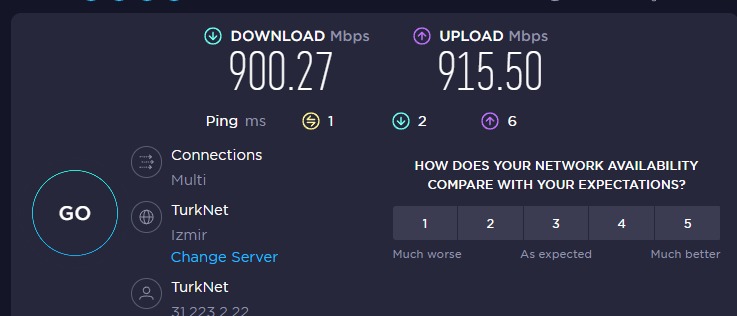 DOWNLOAD Mbps
900.27
UPLOAD Mbps
915.50
Ping ms 1 2 6
GO
Connections
Multi
TurkNet
Izmir
Change Server
TurkNet
31.223.2.22
HOW DOES YOUR NETWORK AVAILABILITY
COMPARE WITH YOUR EXPECTATIONS?
1 2 3 4 5
Much worse As expected Much better